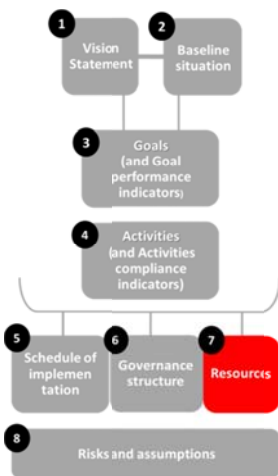 1
Vision
Statement
2
Baseline
situation
3
Goals
(and Goal
performance
indicators)
4
Activities
(and Activities
compliance
indicators)
5
Schedule of
implemen
tation
6
Governance
structure
7
Resources
8
Risks and assumptions